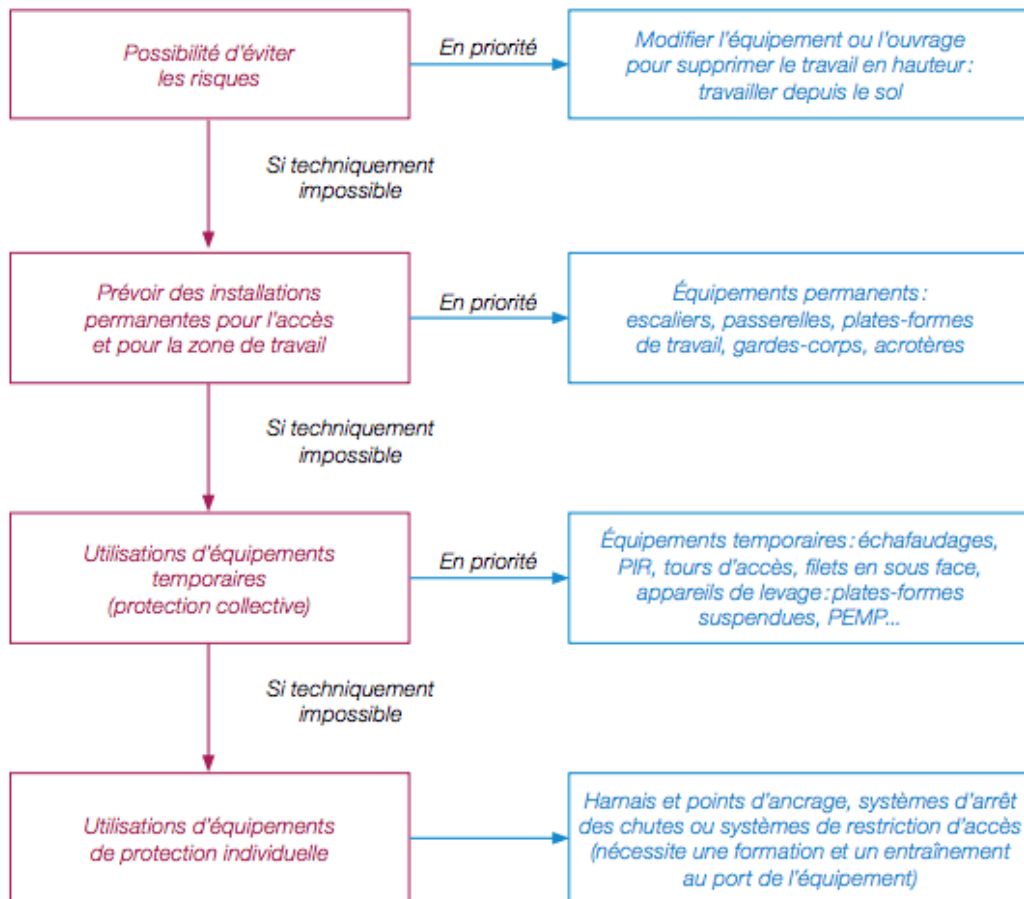 Possibilité d'éviter
les risques
En priorité
Modifier l'équipement ou l'ouvrage
pour supprimer le travail en hauteur :
travailler depuis le sol
Si techniquement
impossible
Prévoir des installations
permanentes pour l'accès
et pour la zone de travail
En priorité
Équipements permanents :
escaliers, passerelles, plates-formes
de travail, gardes-corps, acrotères
Si techniquement
impossible
Utilisations d'équipements
temporaires
(protection collective)
En priorité
Équipements temporaires : échafaudages,
PIR, tours d'accès, filets en sous face,
appareils de levage : plates-formes
suspendues, PEMP...
Si techniquement
impossible
Utilisations d'équipements
de protection individuelle
Harnais et points d'ancrage, systèmes d'arrêt
des chutes ou systèmes de restriction d'accès
(nécessite une formation et un entraînement
au port de l'équipement)